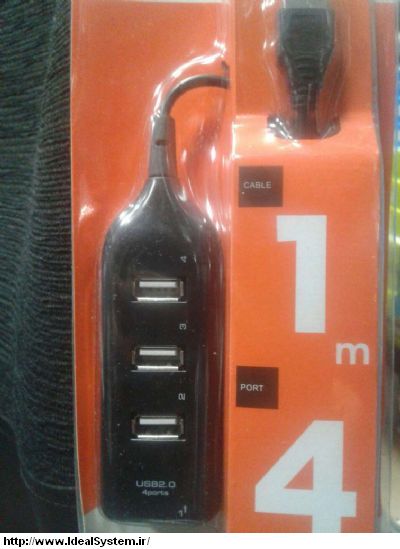 4
3
2
USB2.0
4ports
1
CABLE
1
m
PORT
4
http://www.IdealSystem.ir/